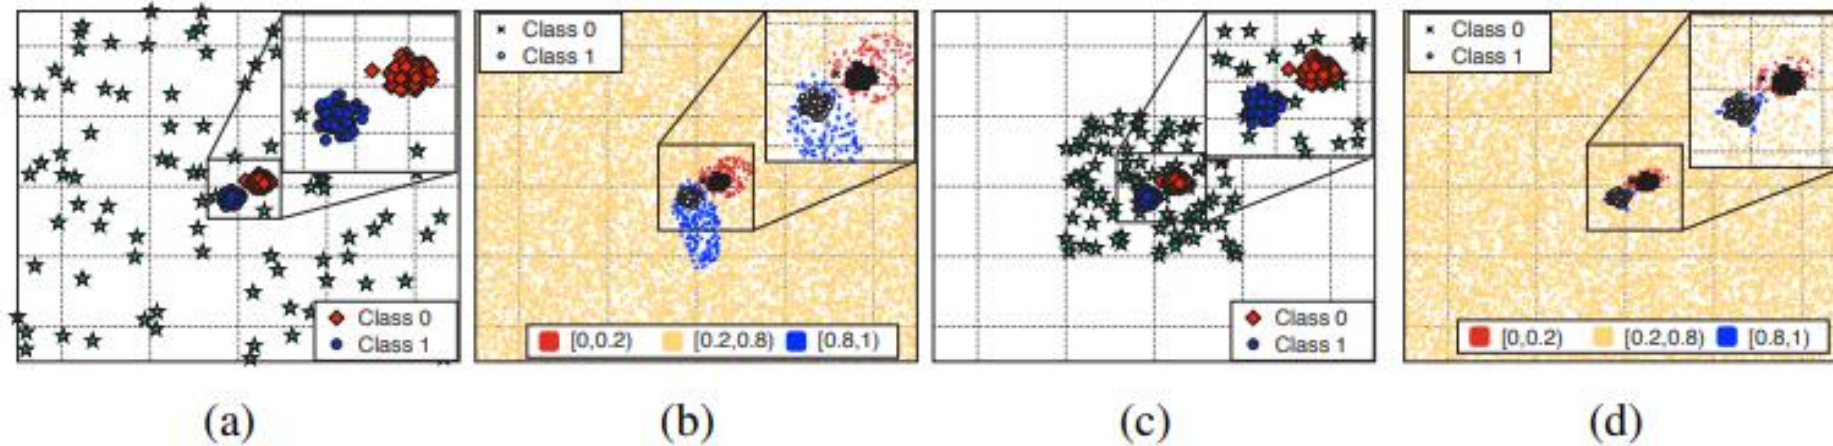 Class 0
Class 1
Class 0
Class 1
[0,0.2) [0.2,0.8) [0.8,1)
Class 0
Class 1
Class 0
Class 1
[0,0.2) [0.2,0.8) [0.8,1)
(a) (b) (c) (d)